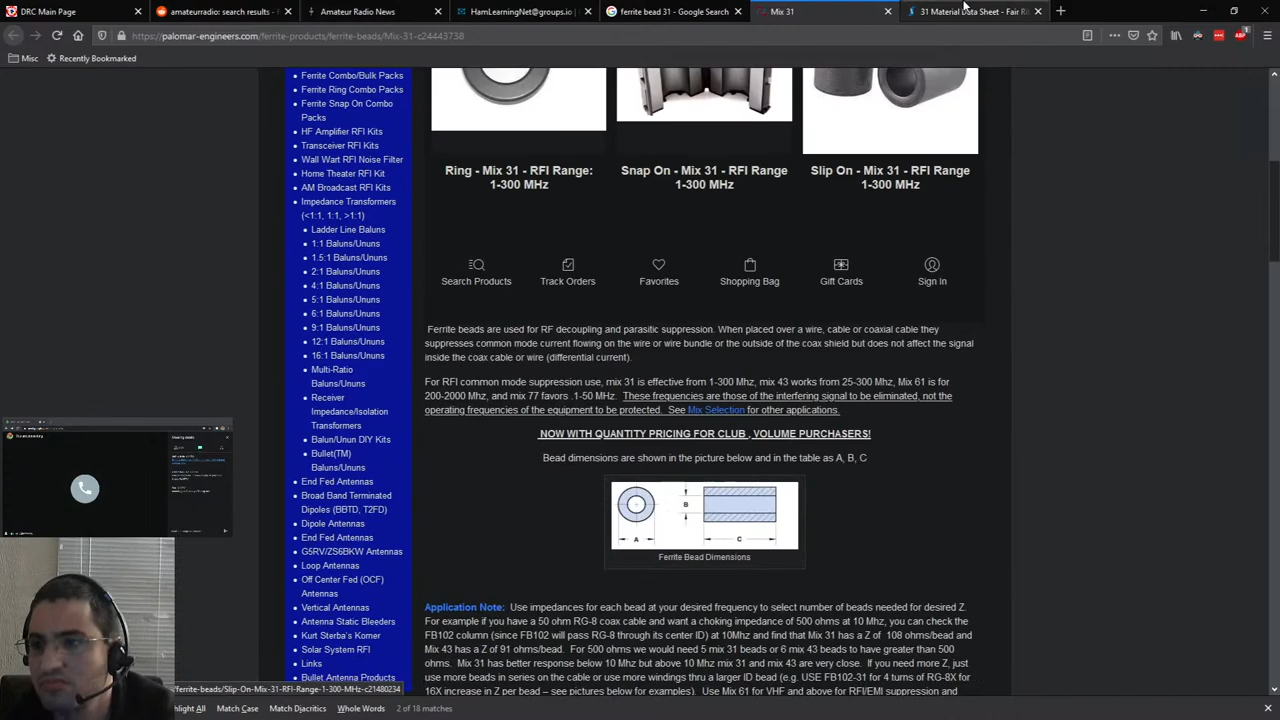 DRC Main Page
amateurradio: search results -
Amateur Radio News
HamLearningNet@groups.io |
ferrite bead 31 - Google Search
Mix 31
31 Material Data Sheet - Fair Rit
https://palomar-engineers.com/ferrite-products/ferrite-beads/Mix-31-c24443738
Misc
Recently Bookmarked
Ferrite Combo/Bulk Packs
Ferrite Ring Combo Packs
Ferrite Snap On Combo
Packs
HF Amplifier RFI Kits
Transceiver RFI Kits
Wall Wart RFI Noise Filter
Home Theater RFI Kit
AM Broadcast RFI Kits
Impedance Transformers
(<1:1, 1:1, >1:1)
Ladder Line Baluns
1:1 Baluns/Ununs
1.5:1 Baluns/Ununs
2:1 Baluns/Ununs
4:1 Baluns/Ununs
5:1 Baluns/Ununs
6:1 Baluns/Ununs
9:1 Baluns/Ununs
12:1 Baluns/Ununs
16:1 Baluns/Ununs
Multi-Ratio
Baluns/Ununs
Receiver
Impedance/Isolation
Transformers
Balun/Unun DIY Kits
Bullet(TM)
Baluns/Ununs
End Fed Antennas
Broad Band Terminated
Dipoles (BBTD, T2FD)
Dipole Antennas
End Fed Antennas
G5RV/ZS6BKW Antennas
Loop Antennas
Off Center Fed (OCF)
Antennas
Vertical Antennas
Antenna Static Bleeders
Kurt Sterba's Korner
Solar System RFI
Links
Bullet Antenna Products
Ring - Mix 31 - RFI Range:
1-300 MHz
Snap On - Mix 31 - RFI Range
1-300 MHz
Slip On - Mix 31 - RFI Range
1-300 MHz
Search Products
Track Orders
Favorites
Shopping Bag
Gift Cards
Sign In
Ferrite beads are used for RF decoupling and parasitic suppression. When placed over a wire, cable or coaxial cable they
suppresses common mode current flowing on the wire or wire bundle or the outside of the coax shield but does not affect the signal
inside the coax cable or wire (differential current).
For RFI common mode suppression use, mix 31 is effective from 1-300 Mhz, mix 43 works from 25-300 Mhz, Mix 61 is for
200-2000 Mhz, and mix 77 favors .1-50 MHz. These frequencies are those of the interfering signal to be eliminated, not the
operating frequencies of the equipment to be protected. See Mix Selection for other applications.
NOW WITH QUANTITY PRICING FOR CLUB , VOLUME PURCHASERS!
Bead dimensions are shown in the picture below and in the table as A, B, C
A
B
C
Ferrite Bead Dimensions
Application Note: Use impedances for each bead at your desired frequency to select number of beads needed for desired Z.
For example if you have a 50 ohm RG-8 coax cable and want a choking impedance of 500 ohms at 10 Mhz, you can check the
FB102 column (since FB102 will pass RG-8 through its center ID) at 10Mhz and find that Mix 31 has a Z of 108 ohms/bead and
Mix 43 has a Z of 91 ohms/bead. For 500 ohms we would need 5 mix 31 beads or 6 mix 43 beads to have greater than 500
ohms. Mix 31 has better response below 10 Mhz but above 10 Mhz mix 31 and mix 43 are very close. If you need more Z, just
use more beads in series on the cable or use more windings thru a larger ID bead (e.g. USE FB102-31 for 4 turns of RG-8X for
16X increase in Z per bead – see pictures below for examples). Use Mix 61 for VHF and above for RFI/EMI suppression and
/ferrite-beads/Slip-On-Mix-31-RFI-Range-1-300-MHz-c21480234
ighlight All
Match Case
Match Diacritics
Whole Words
2 of 18 matches